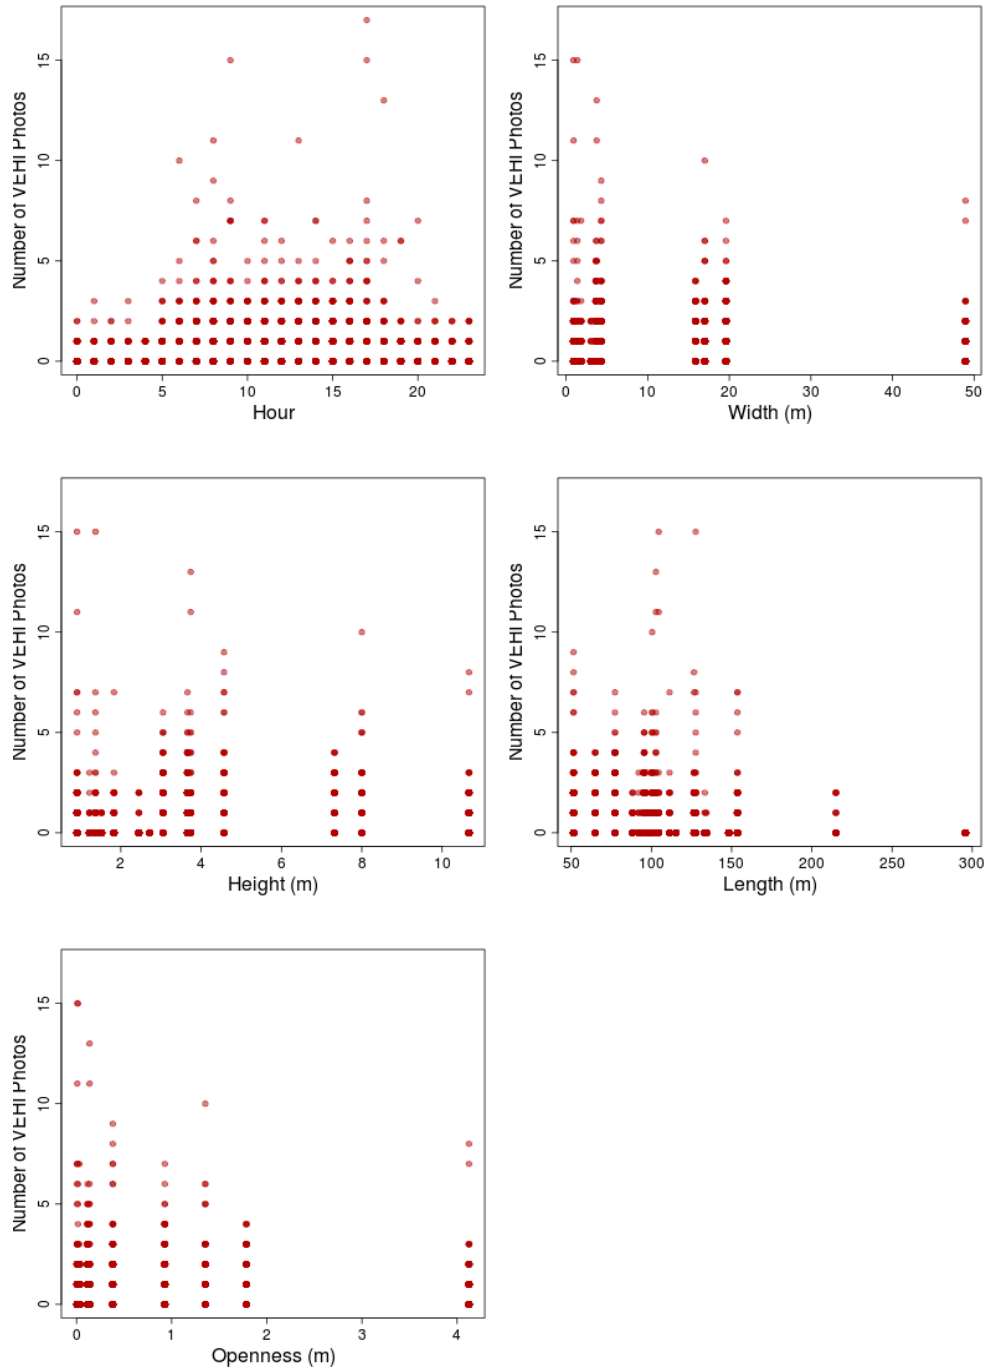 Number of VEHI Photos
0 5 10 15
0 5 10 15 20
Hour
Number of VEHI Photos
0 5 10 15
0 10 20 30 40 50
Width (m)
Number of VEHI Photos
0 5 10 15
2 4 6 8 10
Height (m)
Number of VEHI Photos
0 5 10 15
50 100 150 200 250 300
Length (m)
Number of VEHI Photos
0 5 10 15
0 1 2 3 4
Openness (m)